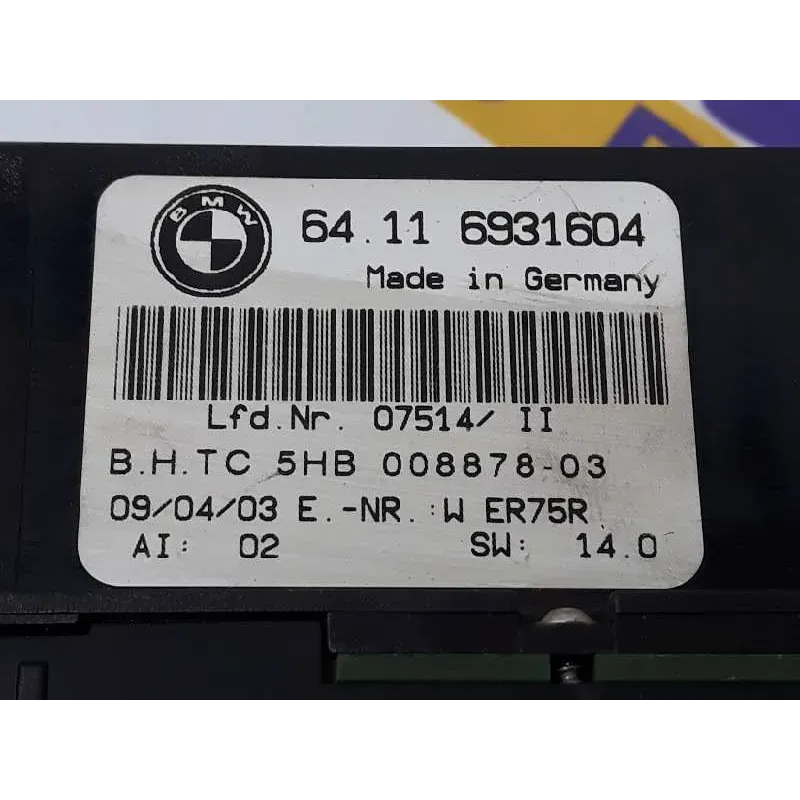 BMW
64.11 6931604
Made in Germany
Lfd.Nr. 07514/ II
B.H.TC 5HB 008878-03
09/04/03 E.-NR. :W ER75R
AI: 02 SW: 14.0